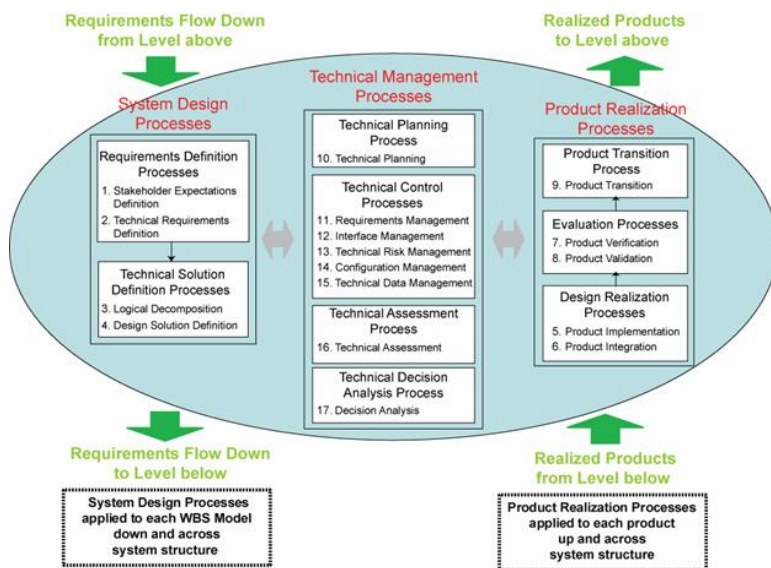 Requirements Flow Down
from Level above
Realized Products
to Level above
Technical Management
Processes
System Design
Processes
Product Realization
Processes
Requirements Definition
Processes
1. Stakeholder Expectations
Definition
2. Technical Requirements
Definition
Technical Solution
Definition Processes
3. Logical Decomposition
4. Design Solution Definition
Technical Planning
Process
10. Technical Planning
Technical Control
Processes
11. Requirements Management
12. Interface Management
13. Technical Risk Management
14. Configuration Management
15. Technical Data Management
Technical Assessment
Process
16. Technical Assessment
Technical Decision
Analysis Process
17. Decision Analysis
Product Transition
Process
9. Product Transition
Evaluation Processes
7. Product Verification
8. Product Validation
Design Realization
Processes
5. Product Implementation
6. Product Integration
Requirements Flow Down
to Level below
Realized Products
from Level below
System Design Processes
applied to each WBS Model
down and across
system structure
Product Realization Processes
applied to each product
up and across
system structure